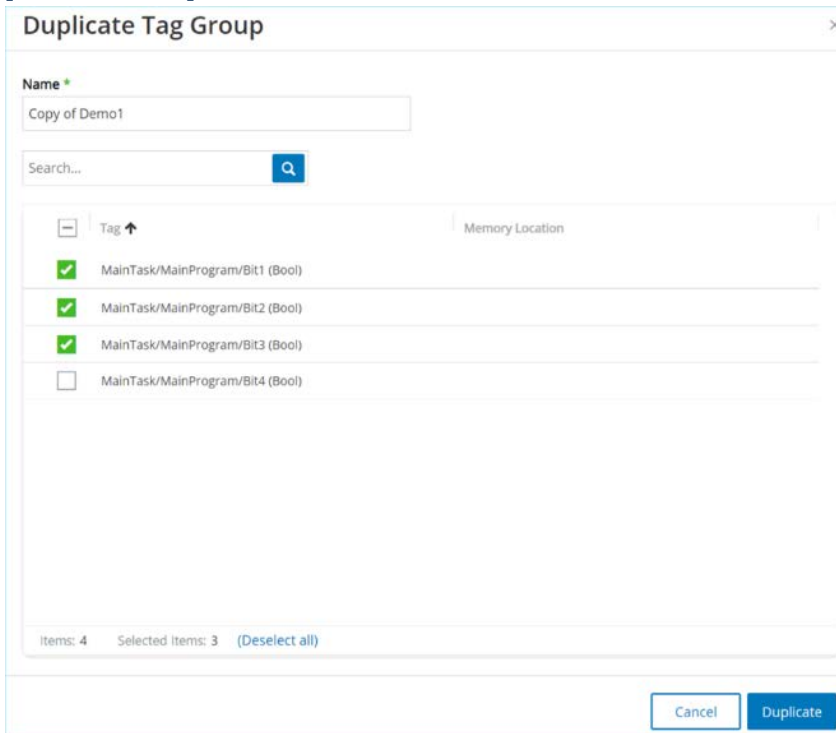 Duplicate Tag Group
Name *
Copy of Demo1
Search...
Tag Memory Location
MainTask/MainProgram/Bit1 (Bool)
MainTask/MainProgram/Bit2 (Bool)
MainTask/MainProgram/Bit3 (Bool)
MainTask/MainProgram/Bit4 (Bool)
Items: 4 Selected Items: 3 (Deselect all)
Cancel Duplicate